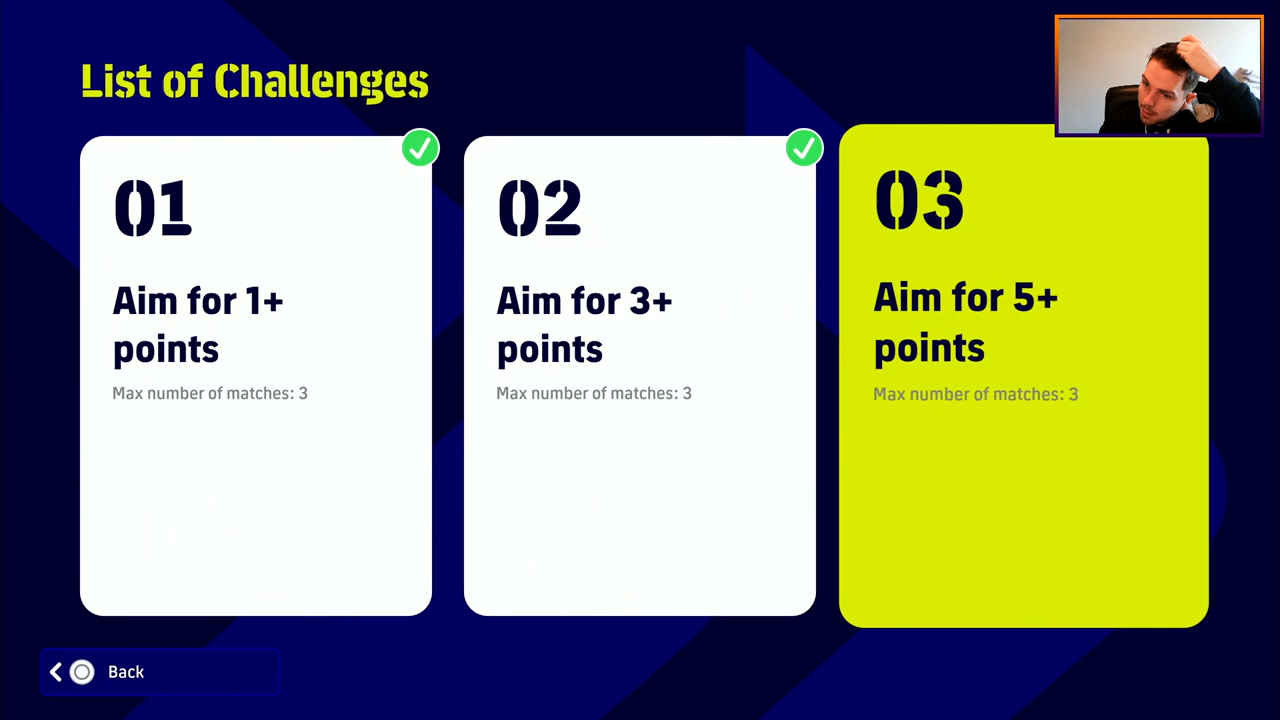 List of Challenges
01
Aim for 1+
points
Max number of matches: 3
02
Aim for 3+
points
Max number of matches: 3
03
Aim for 5+
points
Max number of matches: 3
Back